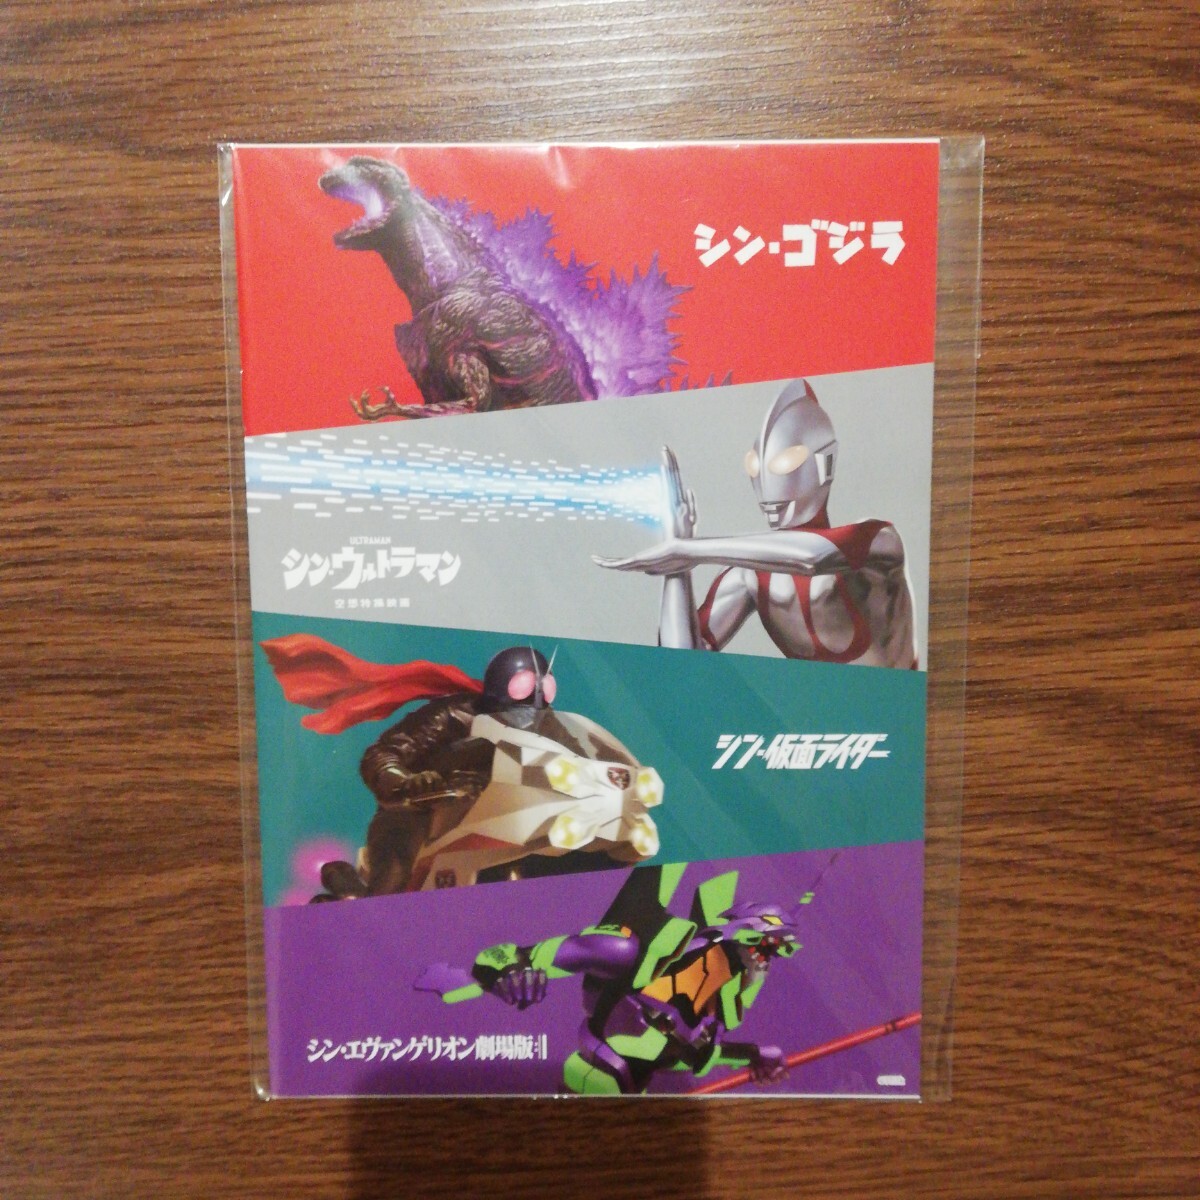 シン・ゴジラ
ULTRAMAN
シン・ウルトラマン
空想特撮映画
シン・仮面ライダー
シン・エヴァンゲリオン劇場版:||